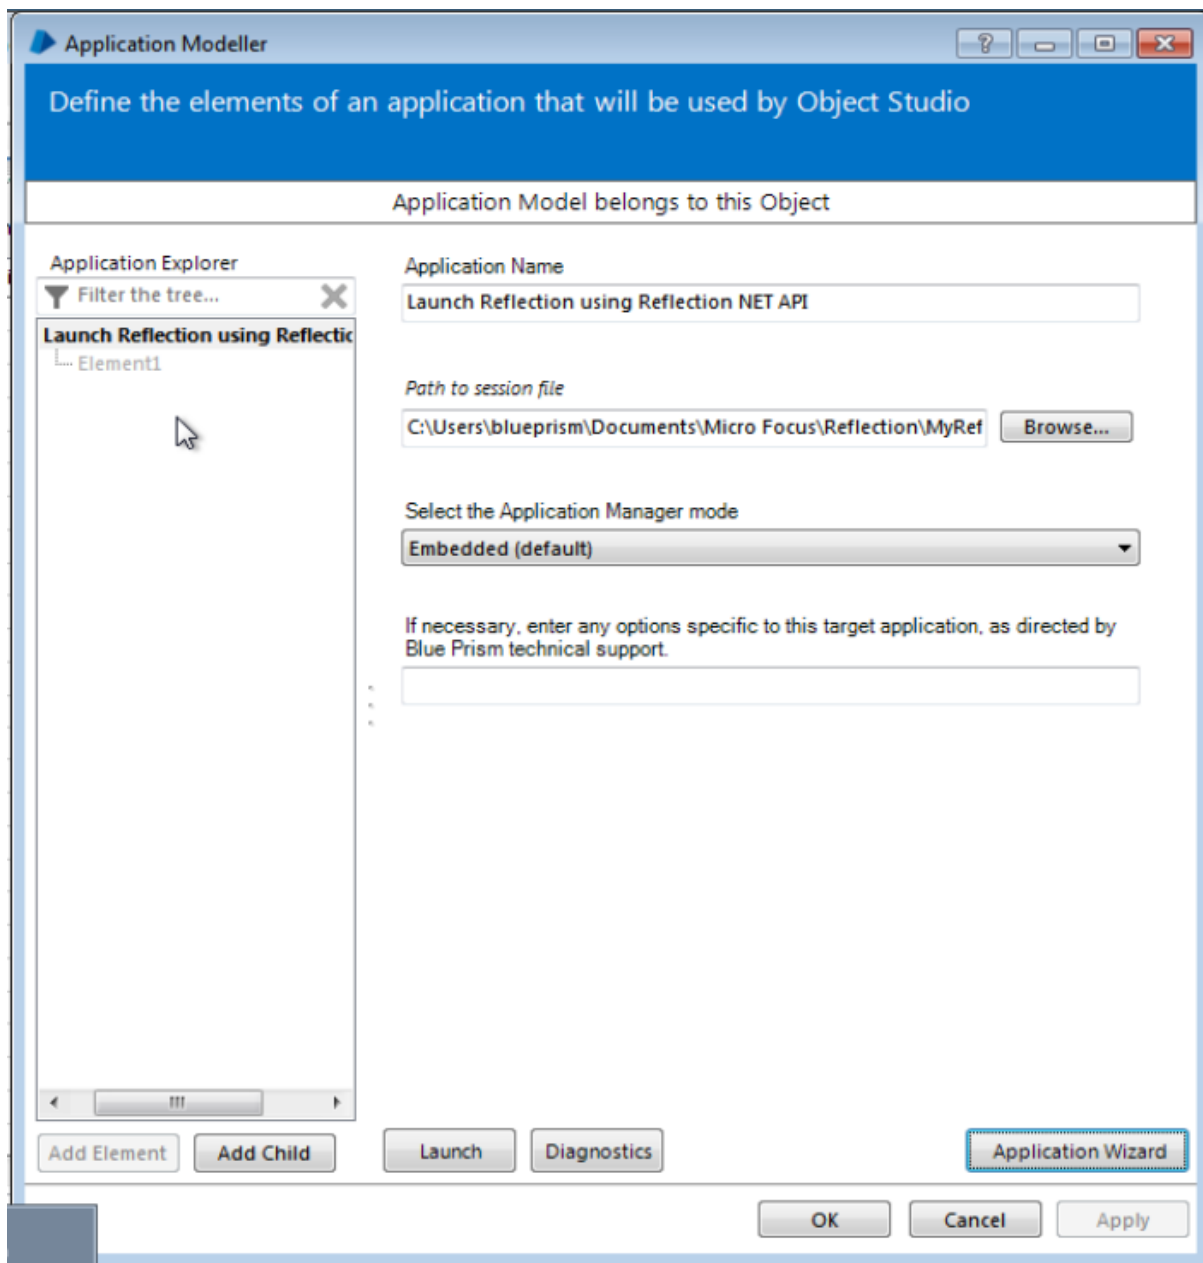 Application Modeller
Define the elements of an application that will be used by Object Studio
Application Model belongs to this Object
Application Explorer
Filter the tree...
Launch Reflection using Reflectic
Element1
Application Name
Launch Reflection using Reflection NET API
Path to session file
C:\Users\blueprism\Documents\Micro Focus\Reflection\MyRef
Browse...
Select the Application Manager mode
Embedded (default)
If necessary, enter any options specific to this target application, as directed by
Blue Prism technical support.
Add Element
Add Child
Launch
Diagnostics
Application Wizard
OK
Cancel
Apply